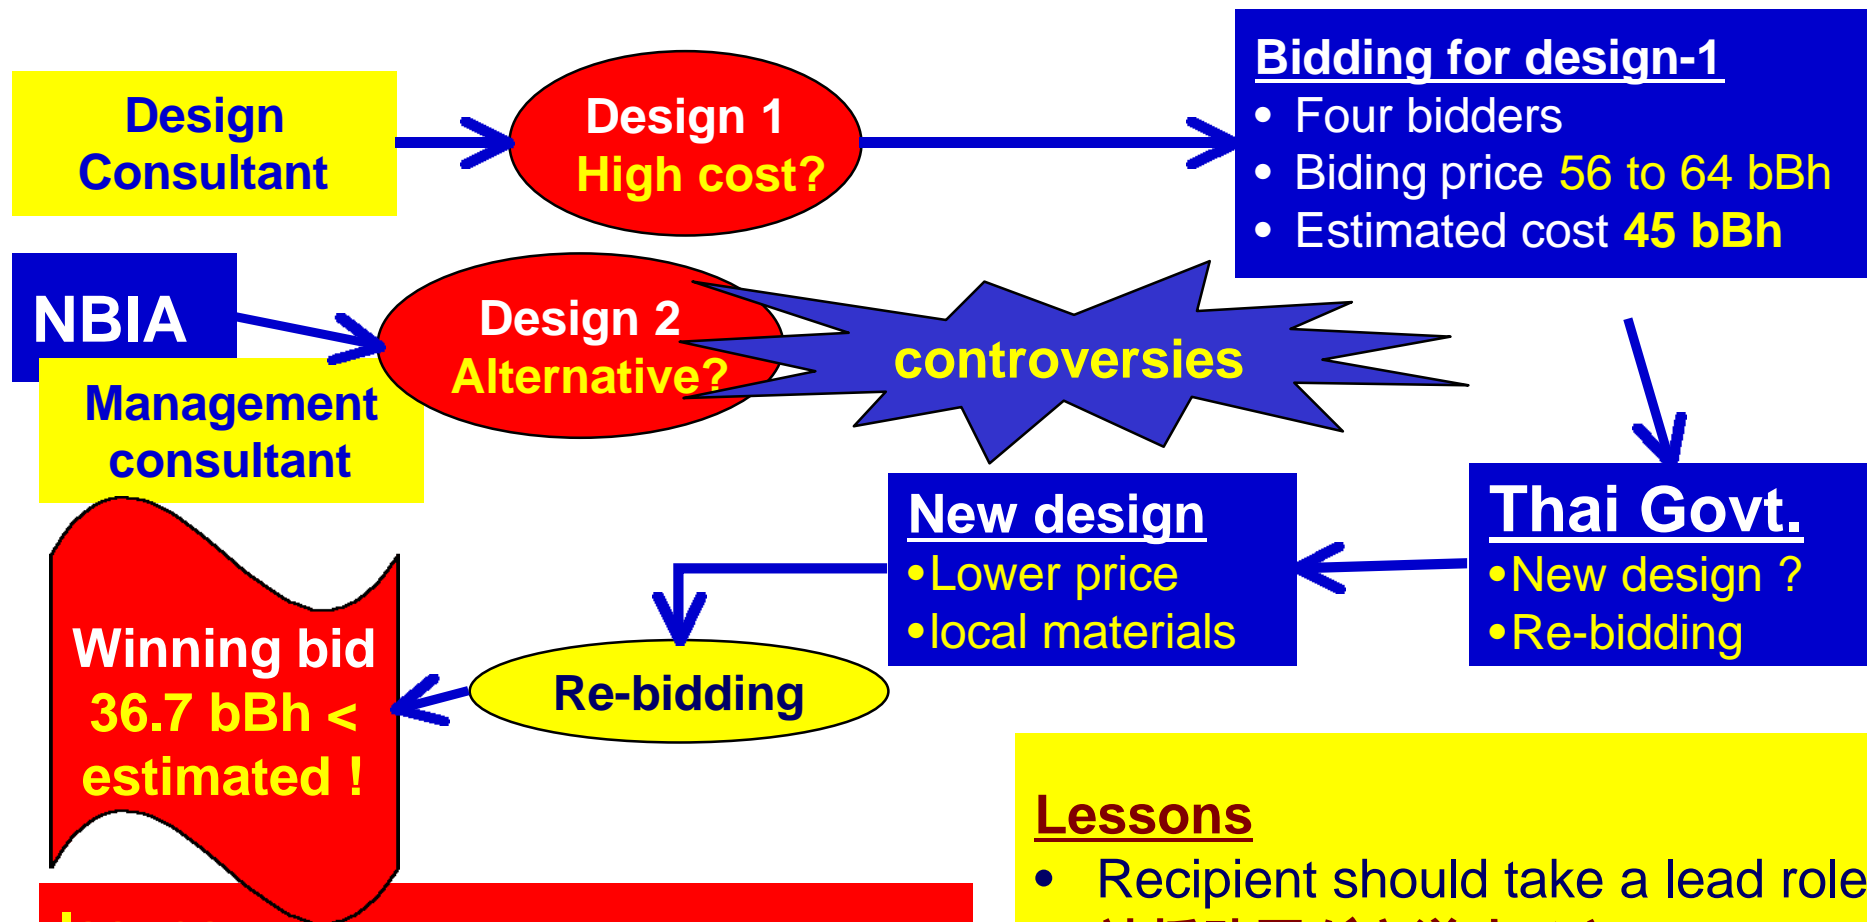 Design
Consultant
Design 1
High cost?
Bidding for design-1
• Four bidders
• Biding price 56 to 64 bBh
• Estimated cost 45 bBh
NBIA
Management
consultant
Design 2
Alternative?
controversies
Thai Govt.
•New design ?
•Re-bidding
New design
•Lower price
•local materials
Re-bidding
Winning bid
36.7 bBh <
estimated !
Lessons
• Recipient should take a lead role